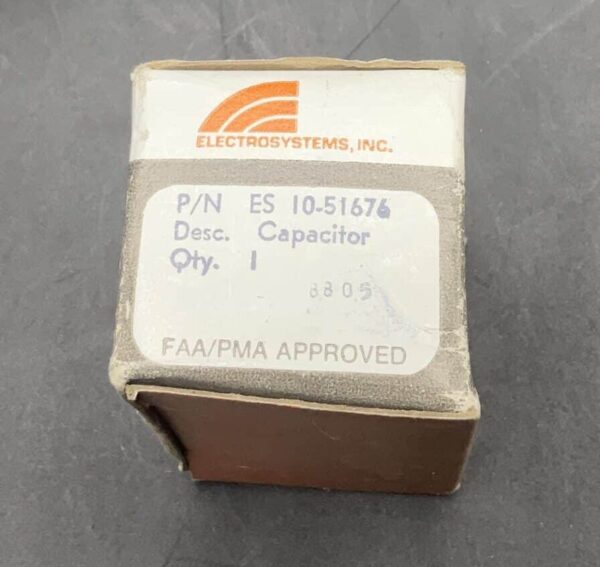 ELECTROSYSTEMS, INC.
P/N ES 10-51676
Desc. Capacitor
Qty. 1
8805
FAA/PMA APPROVED